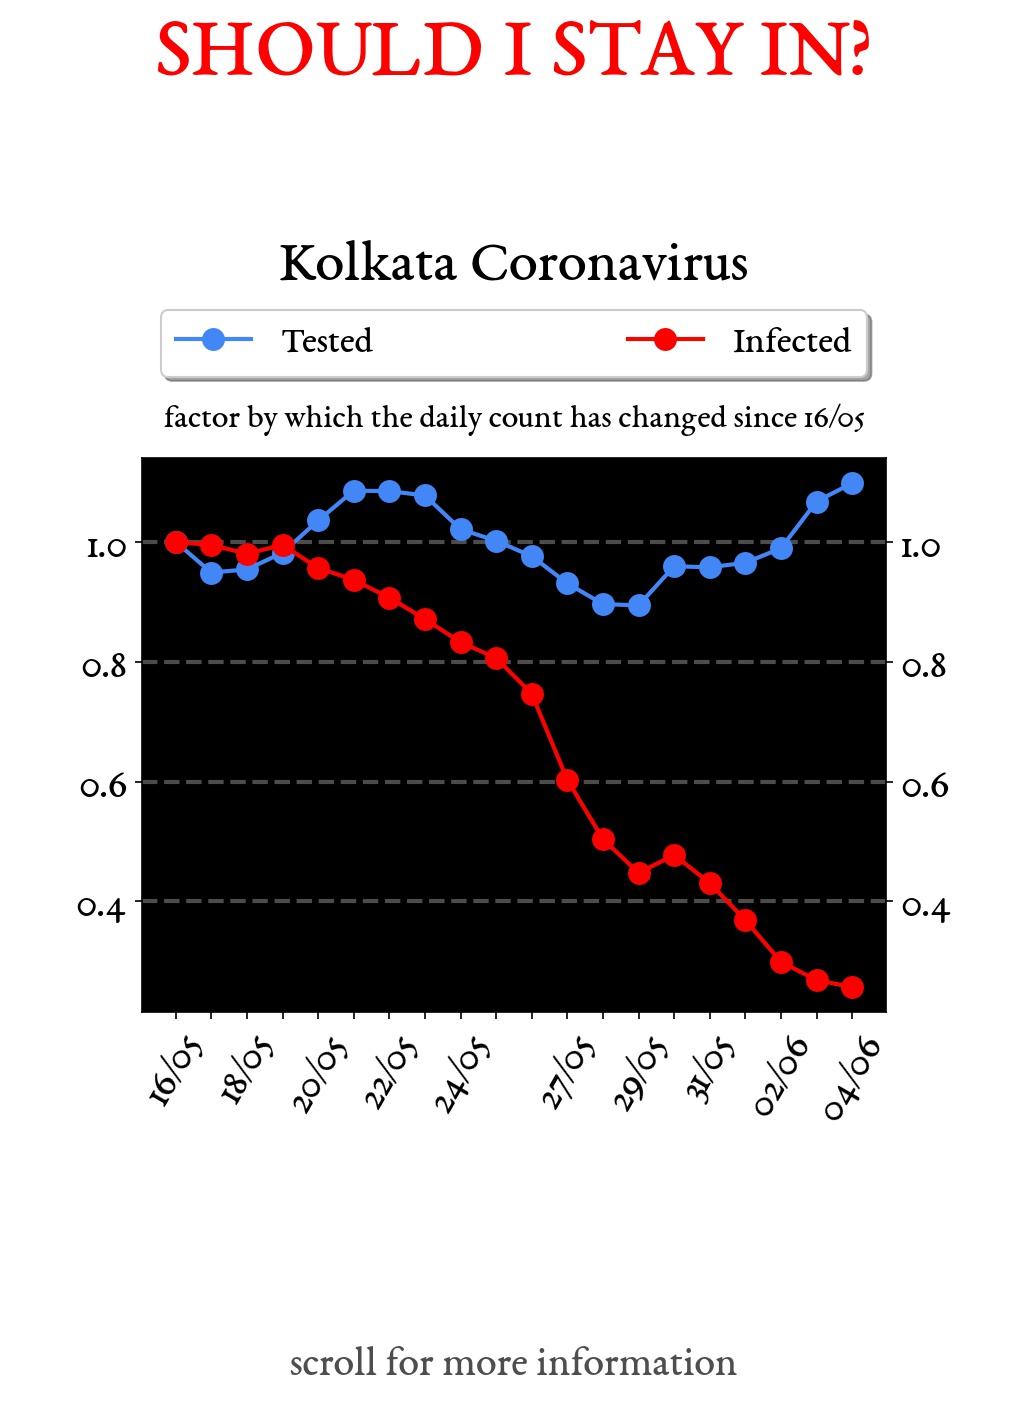 SHOULD I STAY IN?
Kolkata Coronavirus
Tested Infected
factor by which the daily count has changed since 16/05
1.0 1.0
0.8 0.8
0.6 0.6
0.4 0.4
16/05 18/05 20/05 22/05 24/05 27/05 29/05 31/05 02/06 04/06
scroll for more information